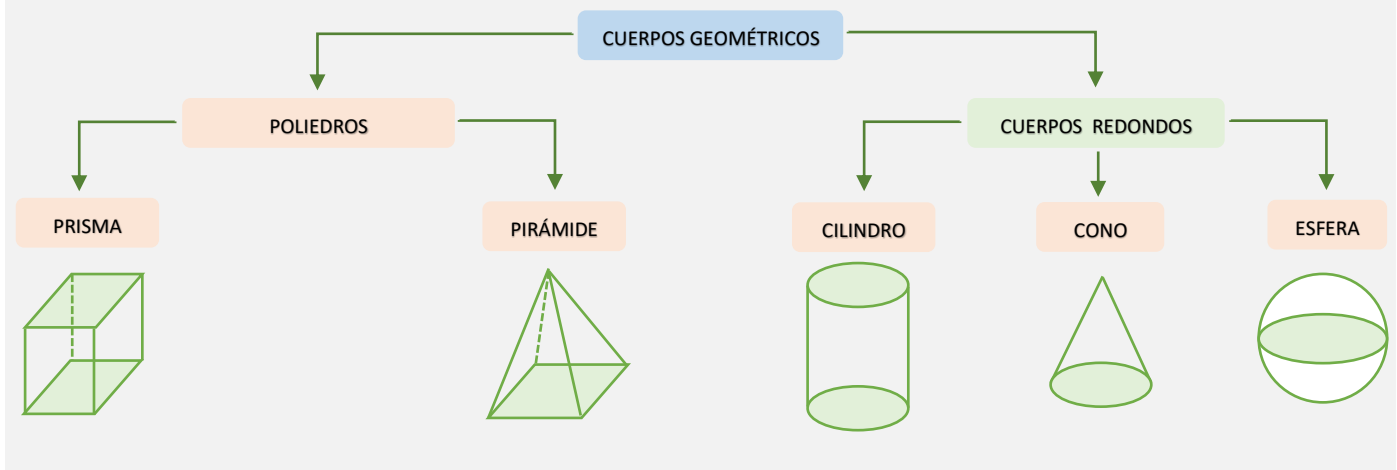 CUERPOS GEOMÉTRICOS
POLIEDROS
CUERPOS REDONDOS
PRISMA
PIRÁMIDE
CILINDRO
CONO
ESFERA